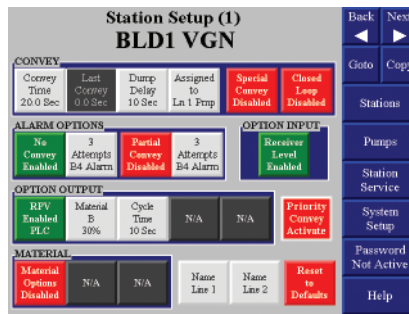 Station Setup (1)
BLD1 VGN
Back Nex
Goto Copy
Stations
Pumps
Station
Service
System
Setup
Password
Not Active
Help
CONVEY
Convey
Time
20.0 Sec
Last
Convey
0.0 Sec
Dump
Delay
10 Sec
Assigned
to
Ln 1 Pmp
Special
Convey
Disabled
Closed
Loop
Disabled
ALARM OPTIONS
No
Convey
Enabled
3
Attempts
B4 Alarm
Partial
Convey
Disabled
3
Attempts
B4 Alarm
OPTION INPUT
Receiver
Level
Enabled
OPTION OUTPUT
RPV
Enabled
PLC
Material
B
30%
Cycle
Time
10 Sec
N/A
N/A
Priority
Convey
Activate
MATERIAL
Material
Options
Disabled
N/A
N/A
Name
Line 1
Name
Line 2
Reset
to
Defaults